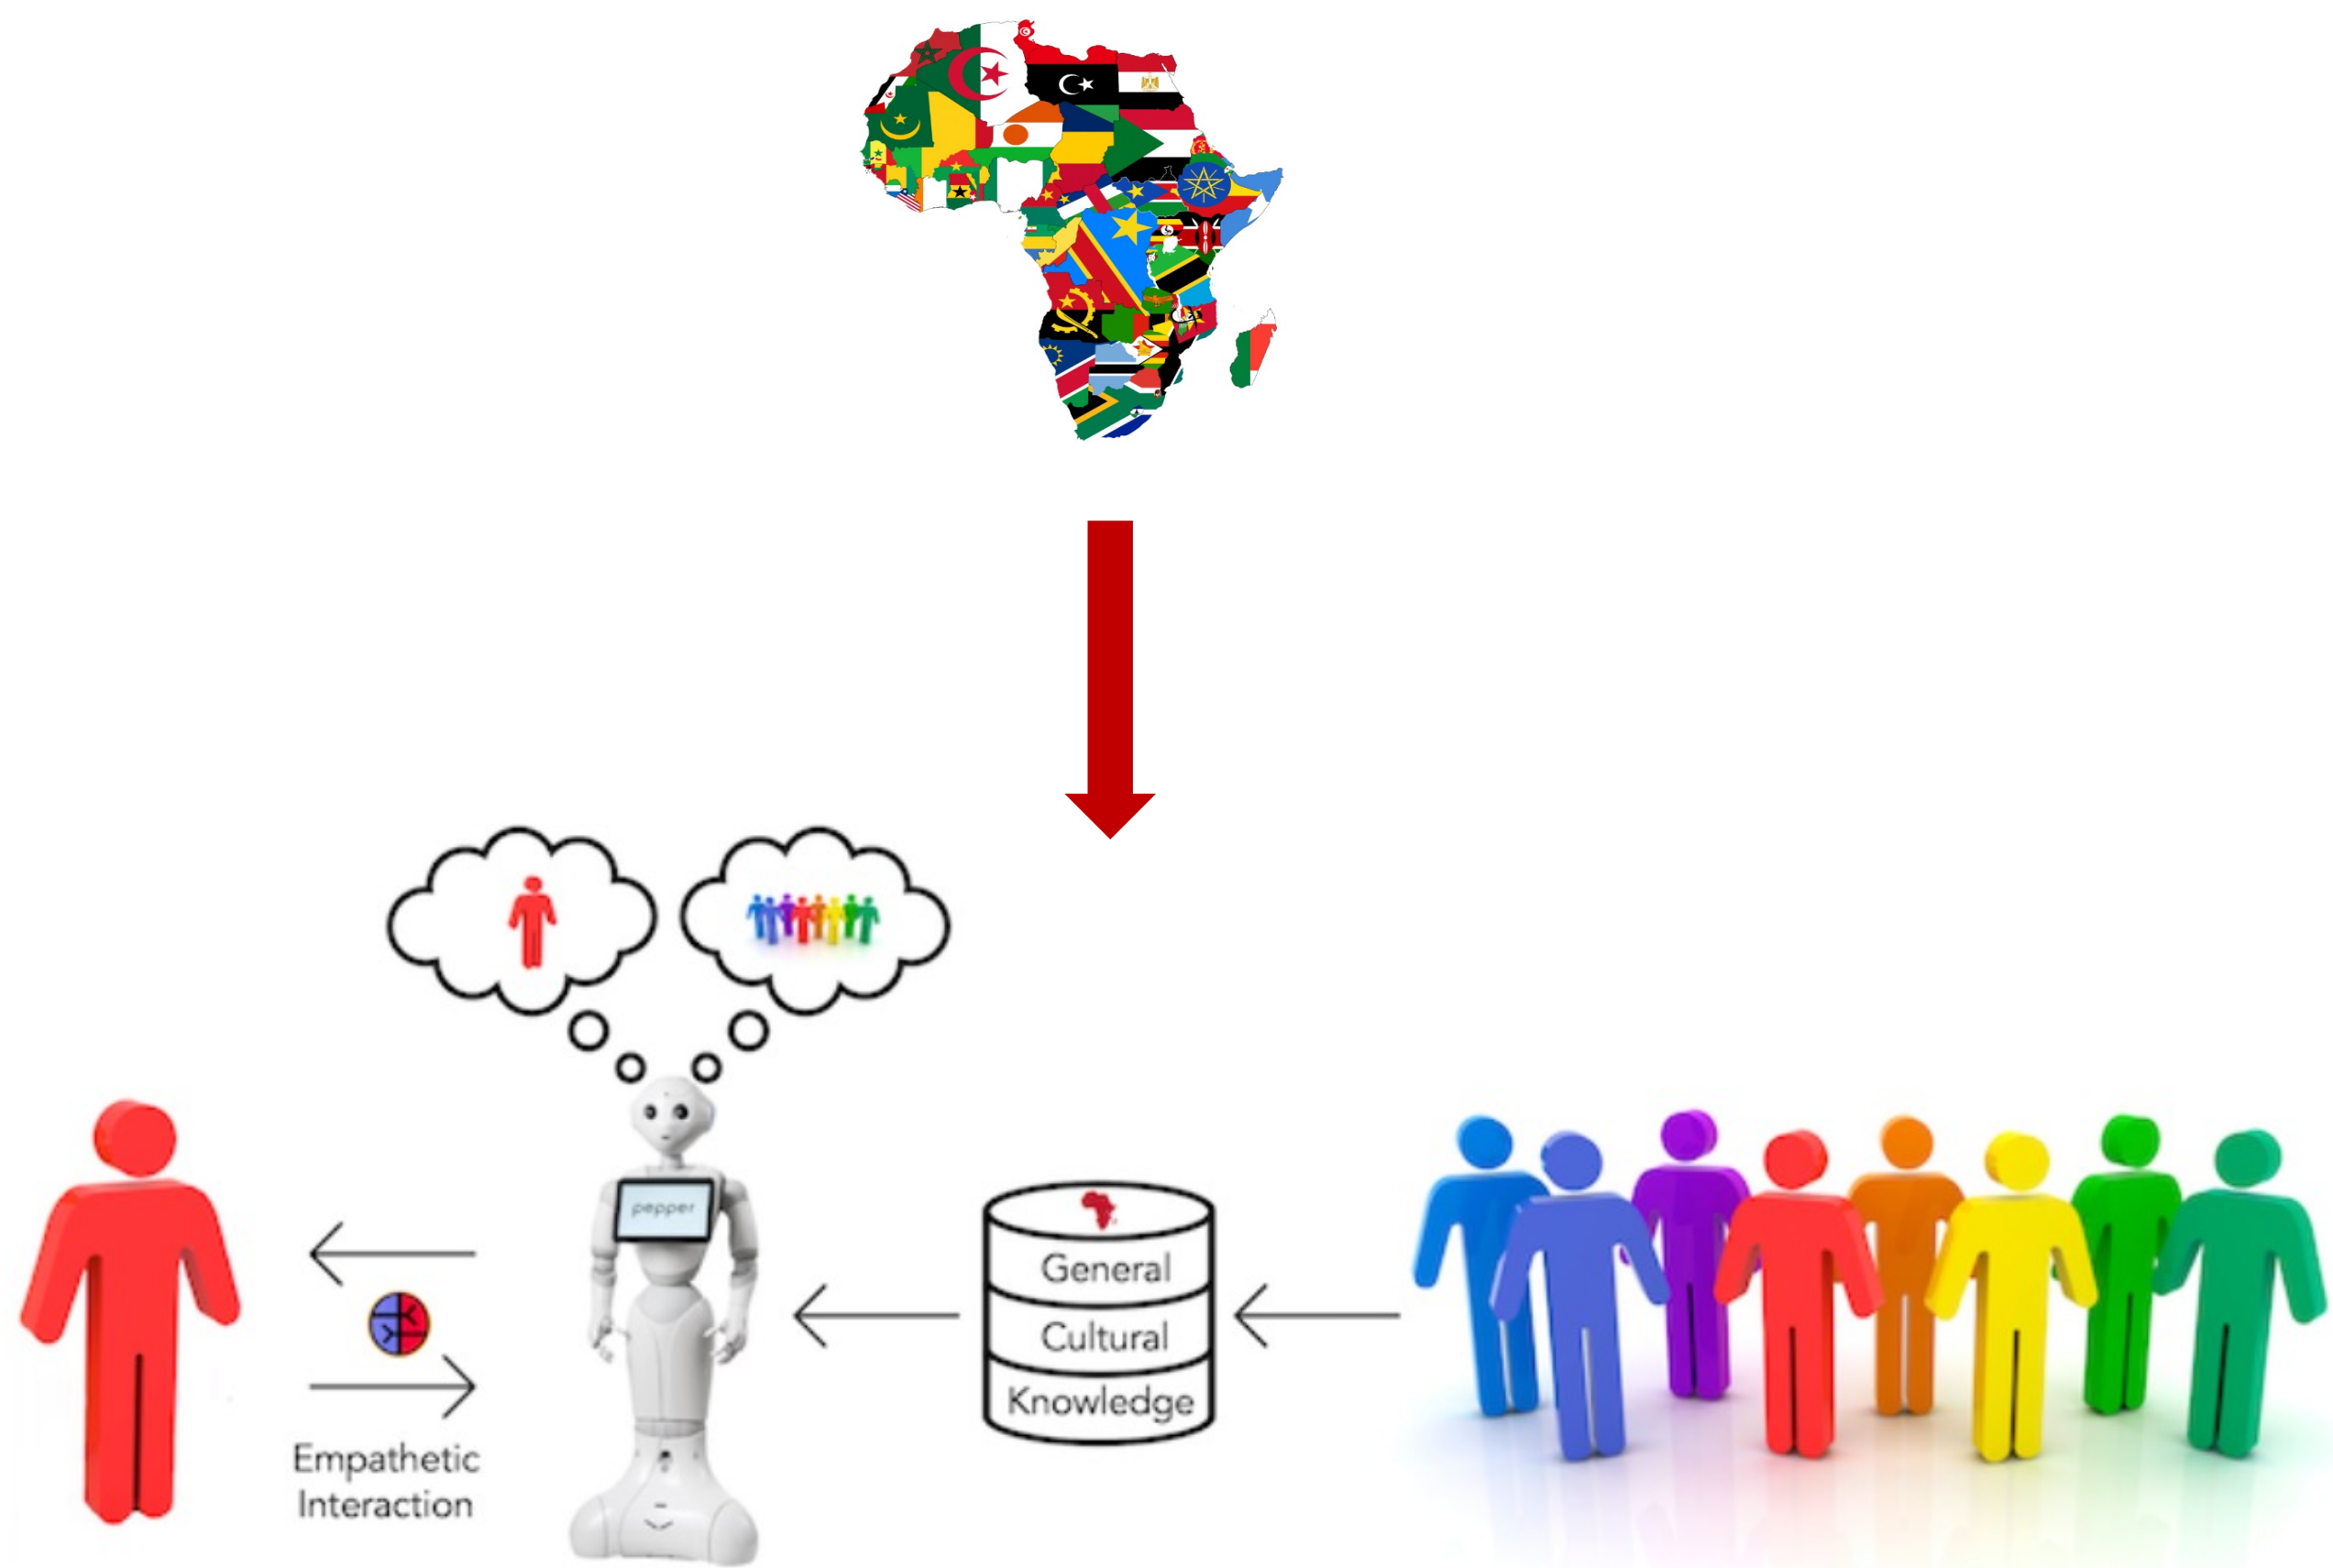 pepper
General
Cultural
Knowledge
Empathetic
Interaction